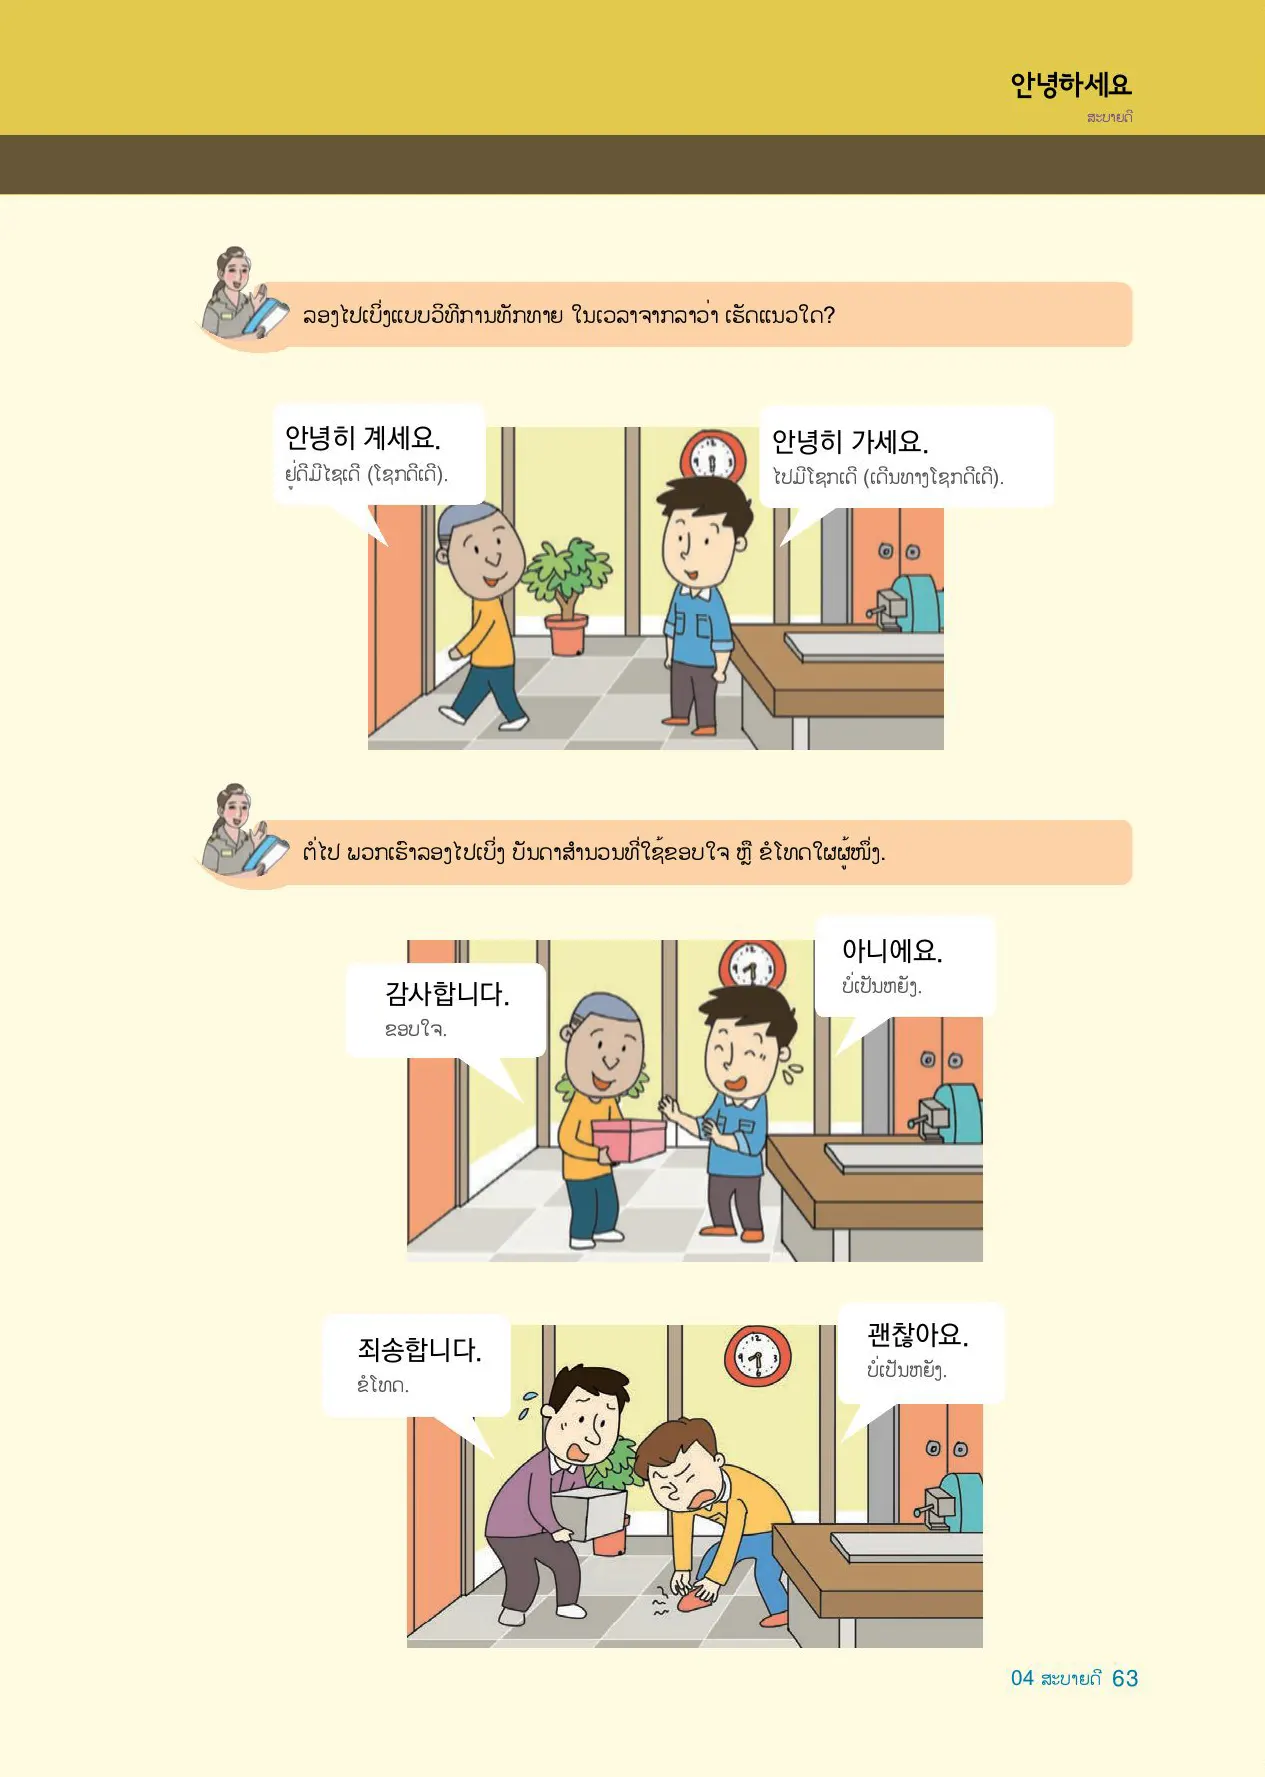 안녕하세요
ສະບາຍດີ
ລອງໄປເບິ່ງແບບວິທີການທັກທາຍ ໃນເວລາຈາກລາວ່າ ເຮັດແນວໃດ?
안녕히 계세요.
ຢູ່ດີມີໄຊເດີ (ໂຊກດີເດີ).
안녕히 가세요.
ໄປມີໂຊກເດີ (ເດີນທາງໂຊກດີເດີ).
ຕໍ່ໄປ ພວກເຮົາລອງໄປເບິ່ງ ບັນດາສຳນວນທີ່ໃຊ້ຂອບໃຈ ຫຼື ຂໍໂທດໃຜຜູ້ໜຶ່ງ.
아니에요.
ບໍ່ເປັນຫຍັງ.
감사합니다.
ຂອບໃຈ.
죄송합니다.
ຂໍໂທດ.
괜찮아요.
ບໍ່ເປັນຫຍັງ.
04 ສະບາຍດີ 63